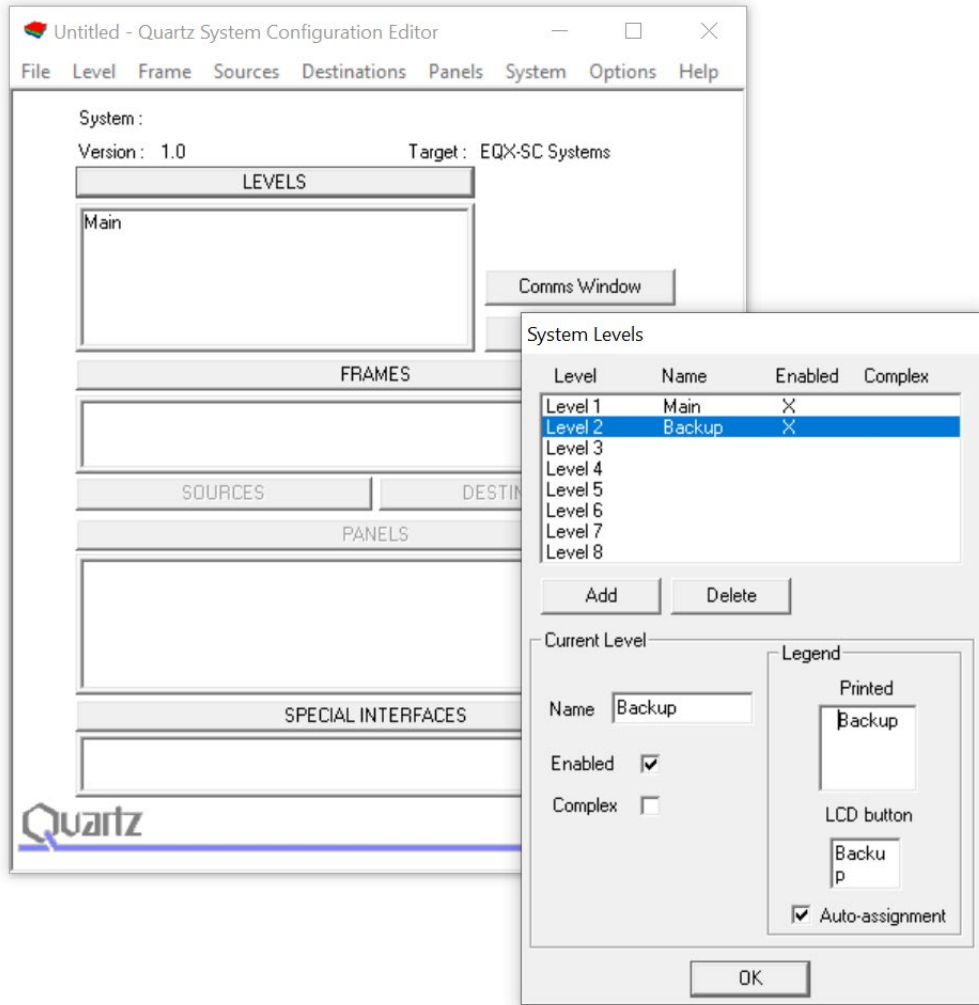 Untitled - Quartz System Configuration Editor
File Level Frame Sources Destinations Panels System Options Help
System :
Version : 1.0 Target : EQX-SC Systems
LEVELS
Main
Comms Window
FRAMES
SOURCES
DESTIN
PANELS
SPECIAL INTERFACES
Quartz
System Levels
Level Name Enabled Complex
Level 1 Main X
Level 2 Backup X
Level 3
Level 4
Level 5
Level 6
Level 7
Level 8
Add Delete
Current Level
Name Backup
Enabled
Complex
Legend
Printed
Backup
LCD button
Backu
p
Auto-assignment
OK